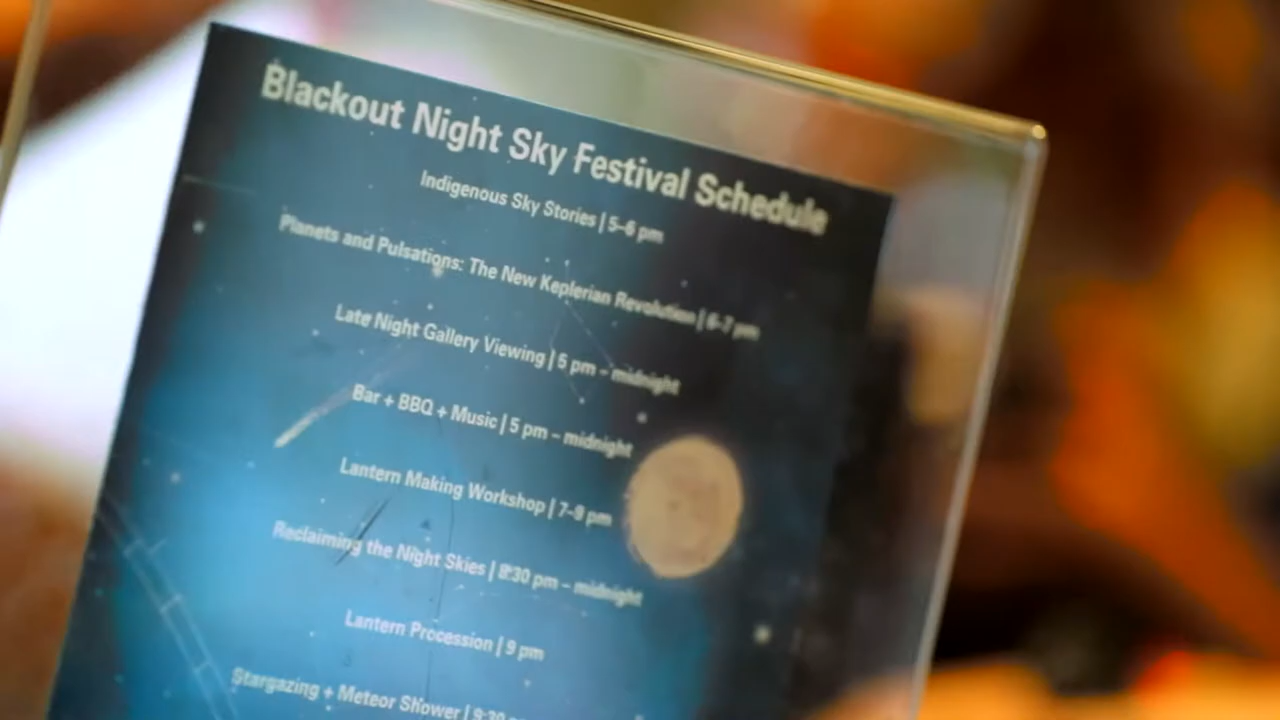 Blackout Night Sky Festival Schedule
Indigenous Sky Stories | 5–6 pm
Planets and Pulsations: The New Keplerian Revolution | 6–7 pm
Late Night Gallery Viewing | 5 pm – midnight
Bar + BBQ + Music | 5 pm – midnight
Lantern Making Workshop | 7–9 pm
Reclaiming the Night Skies | 8:30 pm – midnight
Lantern Procession | 9 pm
Stargazing + Meteor Shower | 9:30